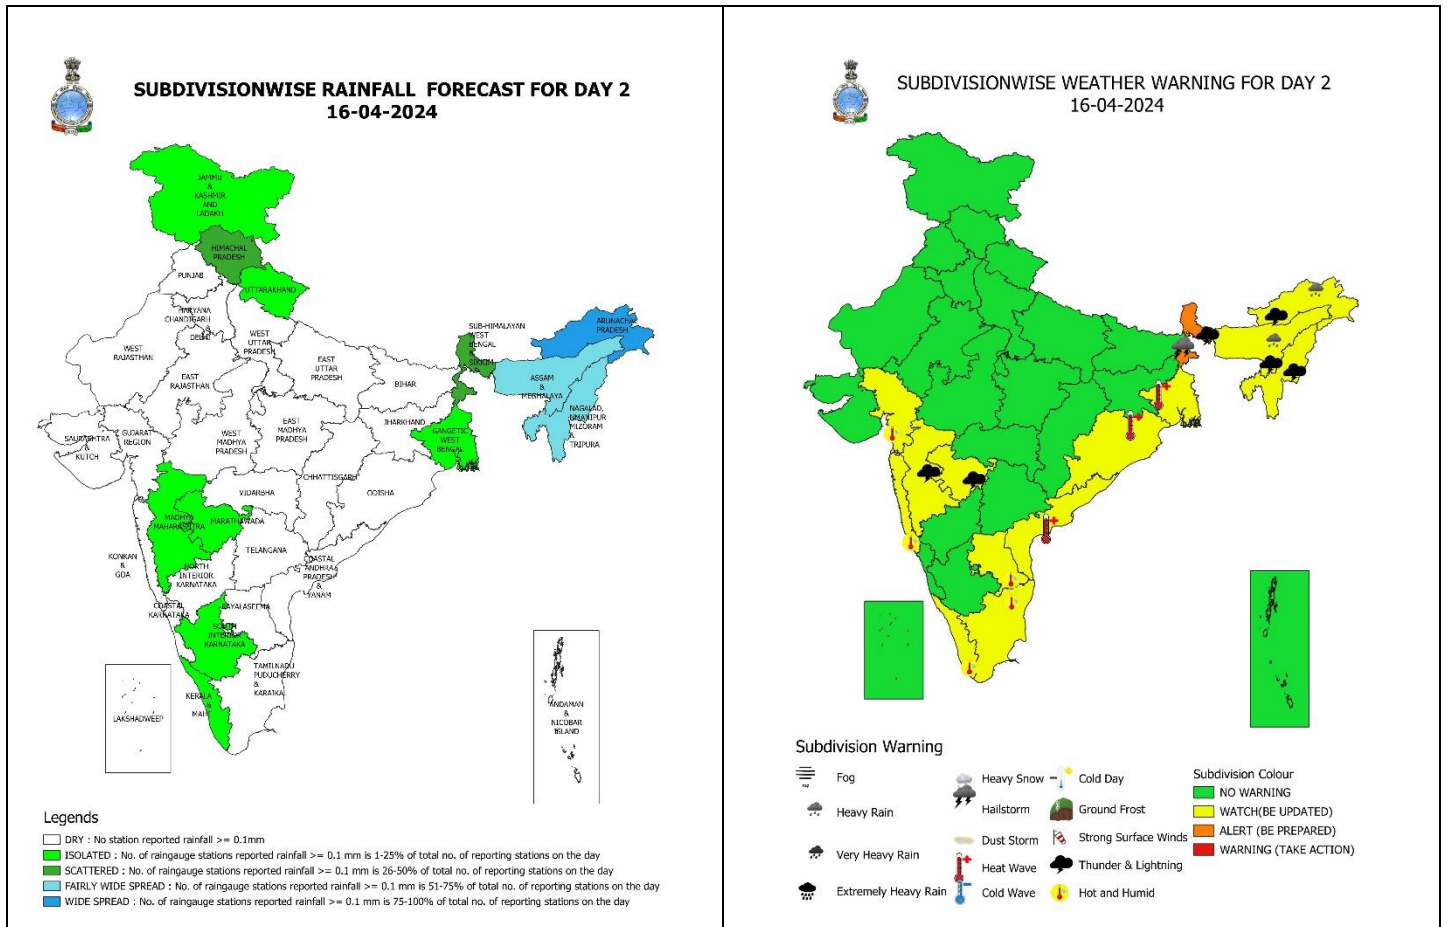 SUBDIVISIONWISE RAINFALL FORECAST FOR DAY 2
16-04-2024
JAMMU
&
KASHMIR
AND
LADAKH
HIMACHAL
PRADESH
PUNJAB
UTTARAKHAND
HARYANA
CHANDIGARH
&
DELHI
WEST
UTTAR
PRADESH
WEST
RAJASTHAN
EAST
RAJASTHAN
EAST
UTTAR
PRADESH
BIHAR
SUB-HIMALAYAN
WEST
BENGAL
&
SIKKIM
ARUNACHAL
PRADESH
ASSAM
&
MEGHALAYA
NAGALAD,
MANIPUR
MIZORAM
&
TRIPURA
SAURASHTRA
&
KUTCH
GUJARAT
REGION
WEST
MADHYA
PRADESH
EAST
MADHYA
PRADESH
JHARKHAND
GANGETIC
WEST
BENGAL
CHHATTISGARH
ODISHA
VIDARBHA
MADHYA
MAHARASHTRA
MARATHAWADA
TELANGANA
KONKAN
&
GOA
NORTH
INTERIOR
KARNATAKA
COASTAL
ANDHRA
PRADESH
&
YANAM
COASTAL
KARNATAKA
RAYALASEEMA
SOUTH
INTERIOR
KARNATAKA
TAMILNADU
PUDUCHERRY
&
KARAIKAL
KERALA
&
MAHE
LAKSHADWEEP
ANDAMAN
&
NICOBAR
ISLAND
Legends
DRY : No station reported rainfall >= 0.1mm
ISOLATED : No. of raingauge stations reported rainfall >= 0.1 mm is 1-25% of total no. of reporting stations on the day
SCATTERED : No. of raingauge stations reported rainfall >= 0.1 mm is 26-50% of total no. of reporting stations on the day
FAIRLY WIDE SPREAD : No. of raingauge stations reported rainfall >= 0.1 mm is 51-75% of total no. of reporting stations on the day
WIDE SPREAD : No. of raingauge stations reported rainfall >= 0.1 mm is 75-100% of total no. of reporting stations on the day
SUBDIVISIONWISE WEATHER WARNING FOR DAY 2
16-04-2024
Subdivision Warning
Fog
Heavy Rain
Very Heavy Rain
Extremely Heavy Rain
Heavy Snow
Hailstorm
Dust Storm
Heat Wave
Cold Wave
Cold Day
Ground Frost
Strong Surface Winds
Thunder & Lightning
Hot and Humid
Subdivision Colour
NO WARNING
WATCH(BE UPDATED)
ALERT (BE PREPARED)
WARNING (TAKE ACTION)